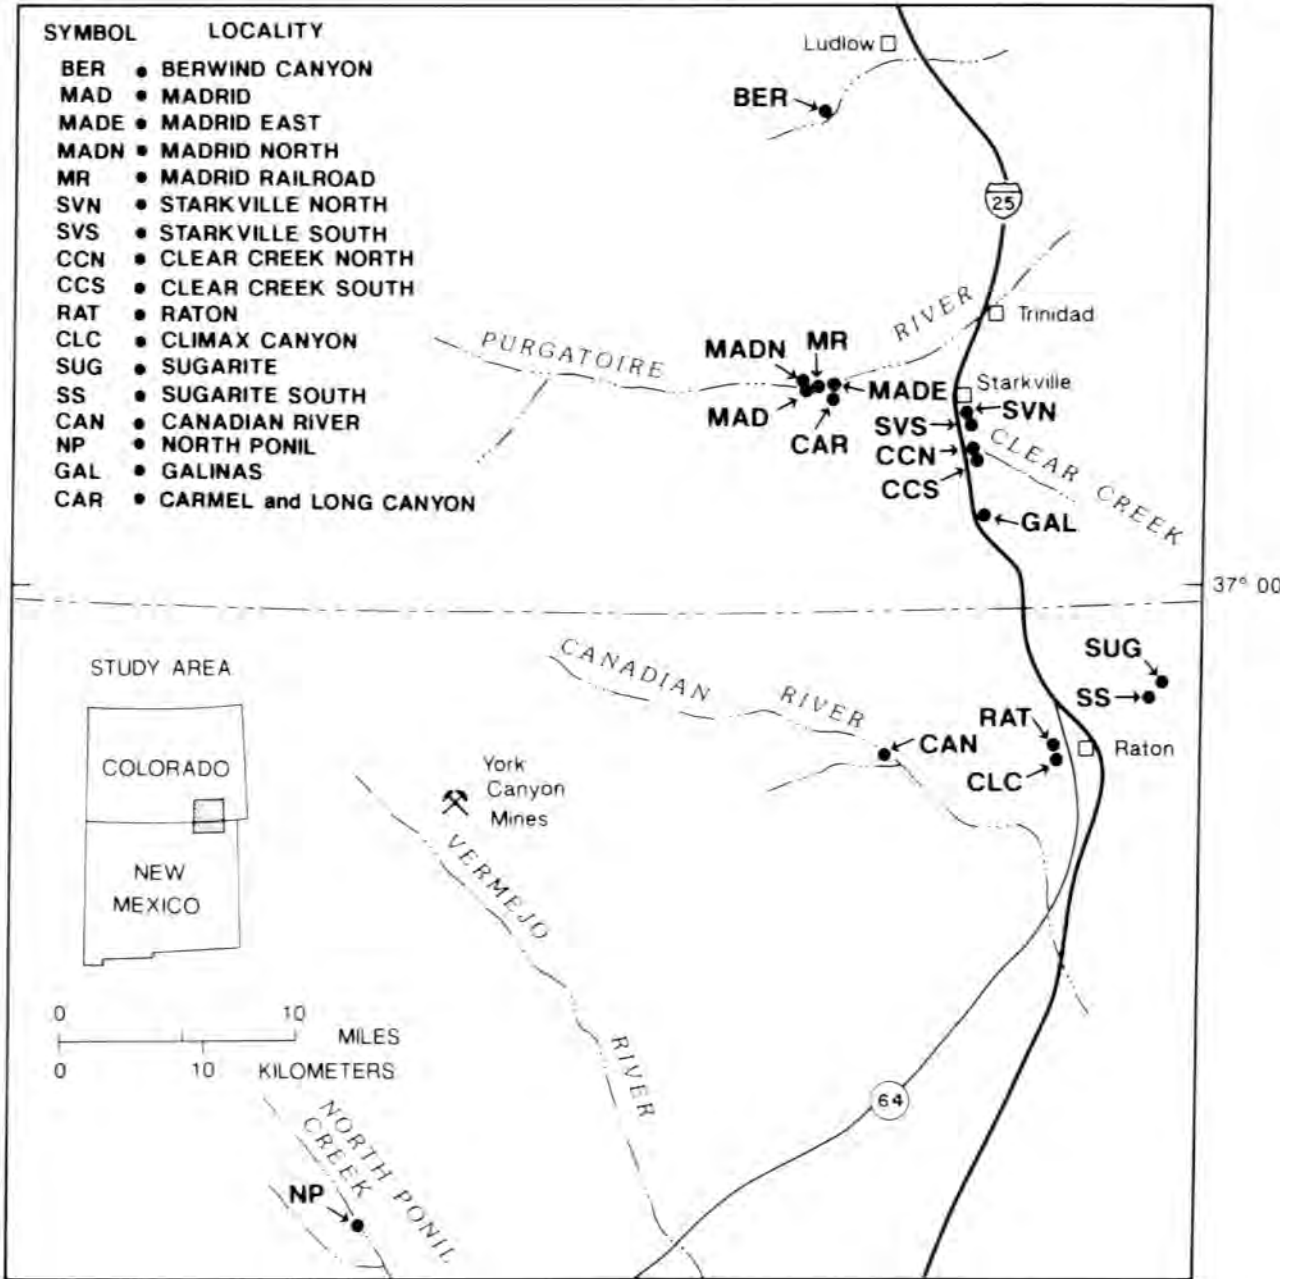 SYMBOL LOCALITY
BER ● BERWIND CANYON
MAD ● MADRID
MADE ● MADRID EAST
MADN ● MADRID NORTH
MR ● MADRID RAILROAD
SVN ● STARKVILLE NORTH
SVS ● STARKVILLE SOUTH
CCN ● CLEAR CREEK NORTH
CCS ● CLEAR CREEK SOUTH
RAT ● RATON
CLC ● CLIMAX CANYON
SUG ● SUGARITE
SS ● SUGARITE SOUTH
CAN ● CANADIAN RIVER
NP ● NORTH PONIL
GAL ● GALINAS
CAR ● CARMEL and LONG CANYON
Ludlow
BER
25
Trinidad
PURGATOIRE RIVER
MADN MR
MADE
MAD
CAR
Starkville
SVN
SVS
CCN
CCS
CLEAR CREEK
GAL
37° 00
CANADIAN RIVER
SUG
SS
RAT
CAN
Raton
CLC
STUDY AREA
COLORADO
NEW
MEXICO
York
Canyon
Mines
VERMEJO RIVER
0 10
MILES
0 10 KILOMETERS
64
NORTH PONIL
CREEK
NP